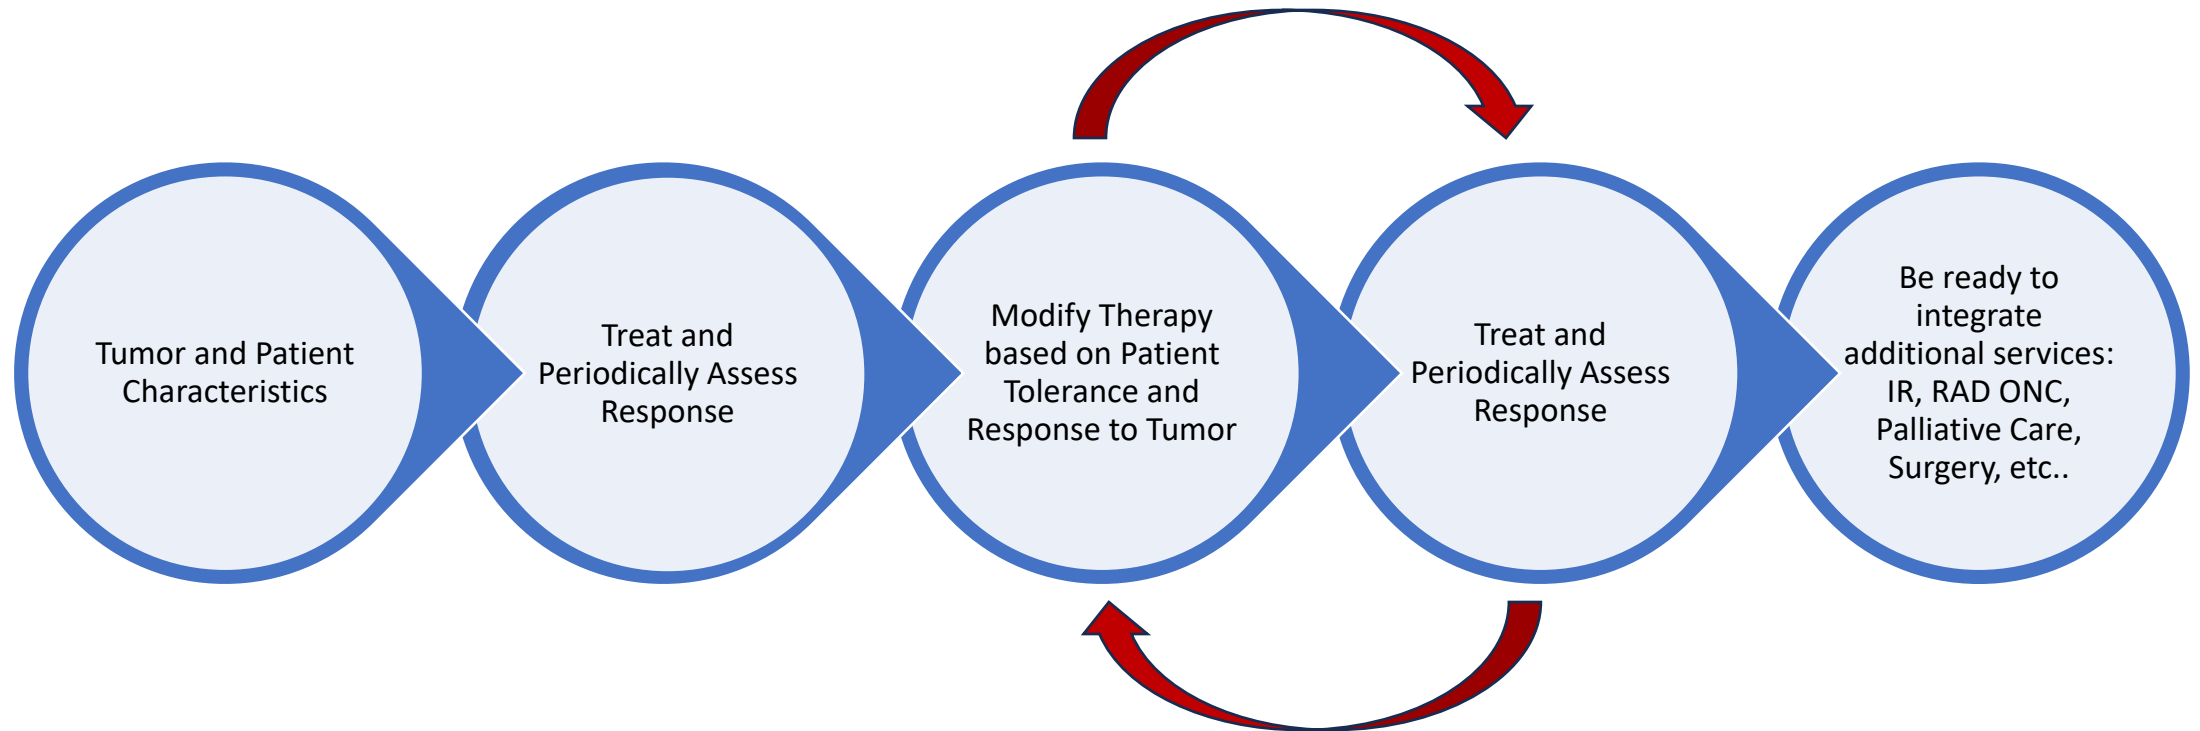 Tumor and Patient
Characteristics
Treat and
Periodically Assess
Response
Modify Therapy
based on Patient
Tolerance and
Response to Tumor
Treat and
Periodically Assess
Response
Be ready to
integrate
additional services:
IR, RAD ONC,
Palliative Care,
Surgery, etc..